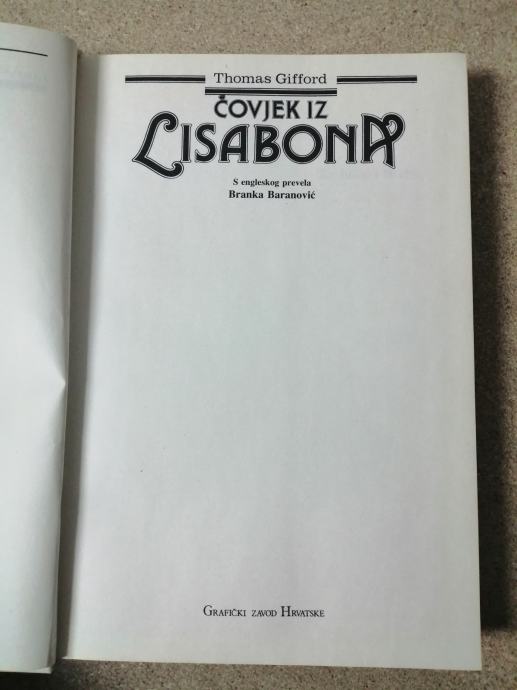 Thomas Gifford
ČOVJEK IZ
LISABONA
S engleskog prevela
Branka Baranović
GRAFIČKI ZAVOD HRVATSKE